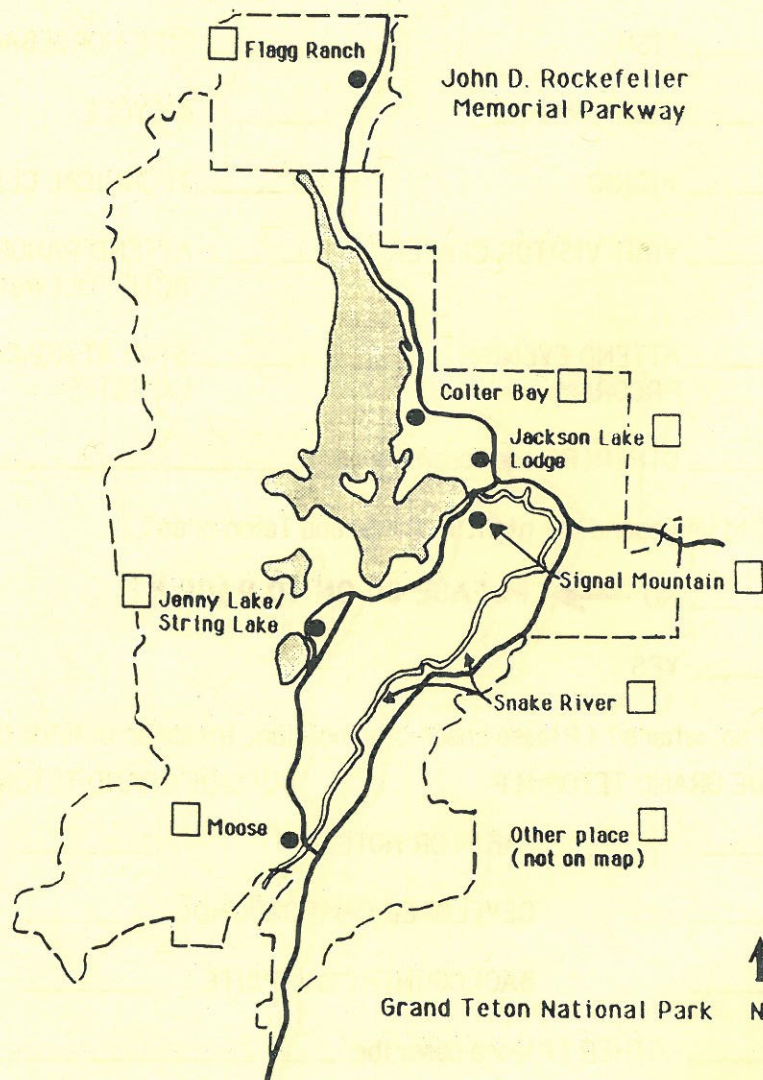 Flagg Ranch
John D. Rockefeller
Memorial Parkway
Colter Bay
Jackson Lake
Lodge
Signal Mountain
Jenny Lake/
String Lake
Snake River
Moose
Other place
(not on map)
Grand Teton National Park
N